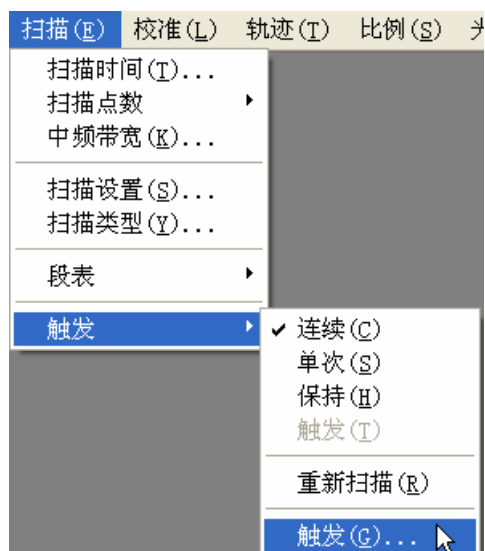 扫描(E) 校准(L) 轨迹(T) 比例(S)
扫描时间(T)...
扫描点数
中频带宽(K)...
扫描设置(S)...
扫描类型(Y)...
段表
触发
连续(C)
单次(S)
保持(H)
触发(T)
重新扫描(R)
触发(G)...